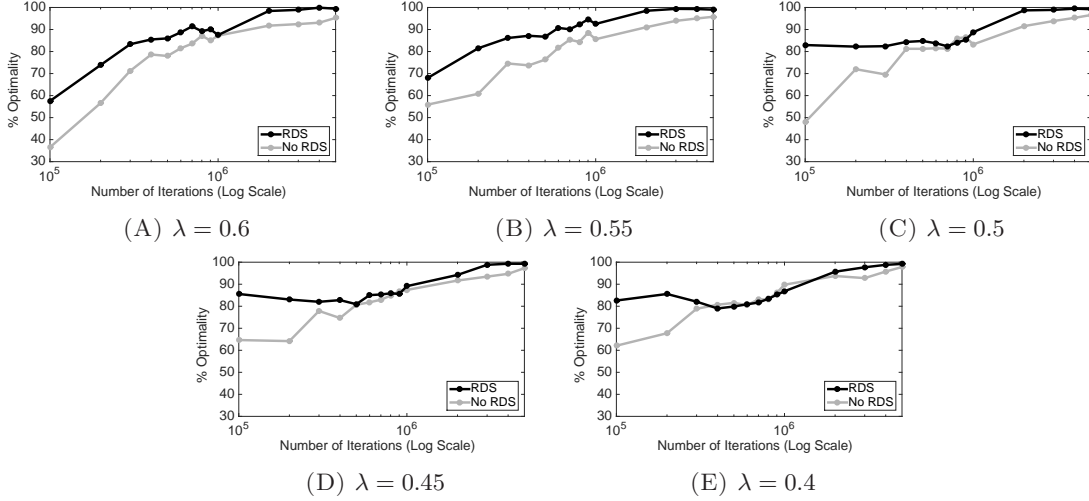 100
90
80
70
60
50
40
30
% Optimality
RDS
No RDS
10^5
10^6
Number of Iterations (Log Scale)
(A) λ = 0.6
100
90
80
70
60
50
40
30
% Optimality
RDS
No RDS
10^5
10^6
Number of Iterations (Log Scale)
(B) λ = 0.55
100
90
80
70
60
50
40
30
% Optimality
RDS
No RDS
10^5
10^6
Number of Iterations (Log Scale)
(C) λ = 0.5
100
90
80
70
60
50
40
30
% Optimality
RDS
No RDS
10^5
10^6
Number of Iterations (Log Scale)
(D) λ = 0.45
100
90
80
70
60
50
40
30
% Optimality
RDS
No RDS
10^5
10^6
Number of Iterations (Log Scale)
(E) λ = 0.4